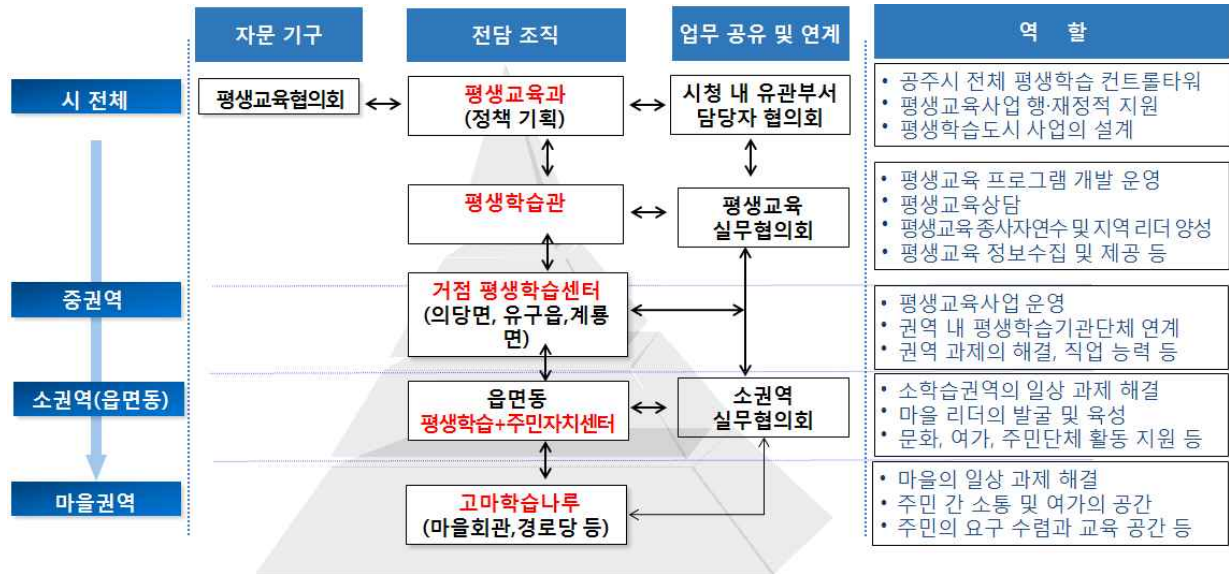 자문 기구
전담 조직
업무 공유 및 연계
역 할
시 전체
평생교육협의회
평생교육과
(정책 기획)
시청 내 유관부서
담당자 협의회
• 공주시 전체 평생학습 컨트롤타워
• 평생교육사업 행·재정적 지원
• 평생학습도시 사업의 설계
평생학습관
평생교육
실무협의회
• 평생교육 프로그램 개발 운영
• 평생교육상담
• 평생교육 종사자연수 및 지역 리더 양성
• 평생교육 정보수집 및 제공 등
중권역
거점 평생학습센터
(의당면, 유구읍,계룡
면)
• 평생교육사업 운영
• 권역 내 평생학습기관단체 연계
• 권역 과제의 해결, 직업 능력 등
소권역(읍면동)
읍면동
평생학습+주민자치센터
소권역
실무협의회
• 소학습권역의 일상 과제 해결
• 마을 리더의 발굴 및 육성
• 문화, 여가, 주민단체 활동 지원 등
마을권역
고마학습나루
(마을회관,경로당 등)
• 마을의 일상 과제 해결
• 주민 간 소통 및 여가의 공간
• 주민의 요구 수렴과 교육 공간 등